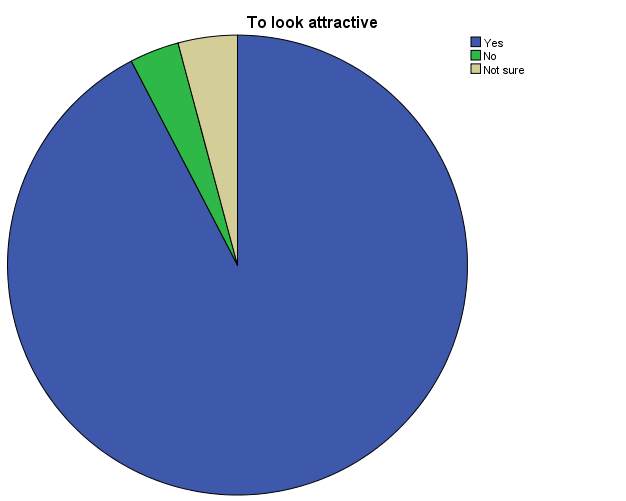 To look attractive
Yes
No
Not sure